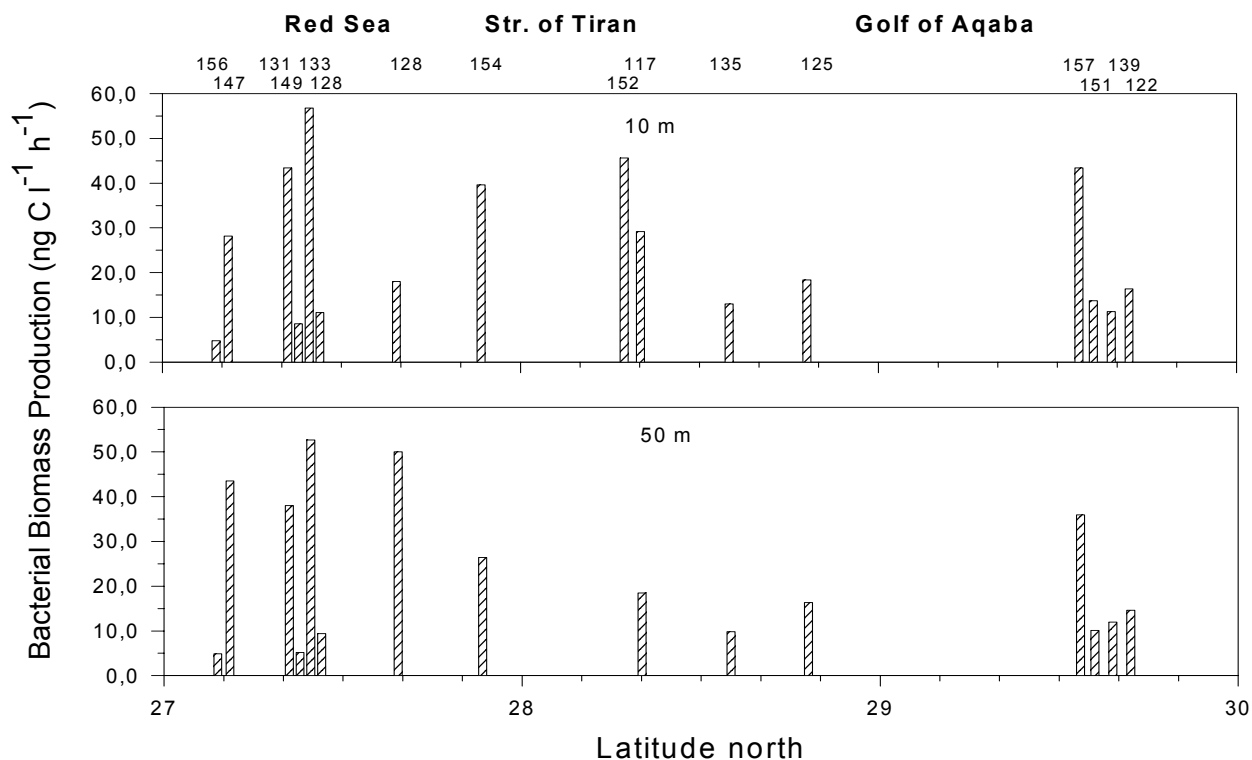 Red Sea Str. of Tiran Golf of Aqaba
156 131 133 128 154 117 135 125 157 139
147 149 128 152 151 122
Bacterial Biomass Production (ng C l⁻¹ h⁻¹)
60,0
10 m
50,0
40,0
30,0
20,0
10,0
0,0
60,0
50 m
50,0
40,0
30,0
20,0
10,0
0,0
27 28 29 30
Latitude north